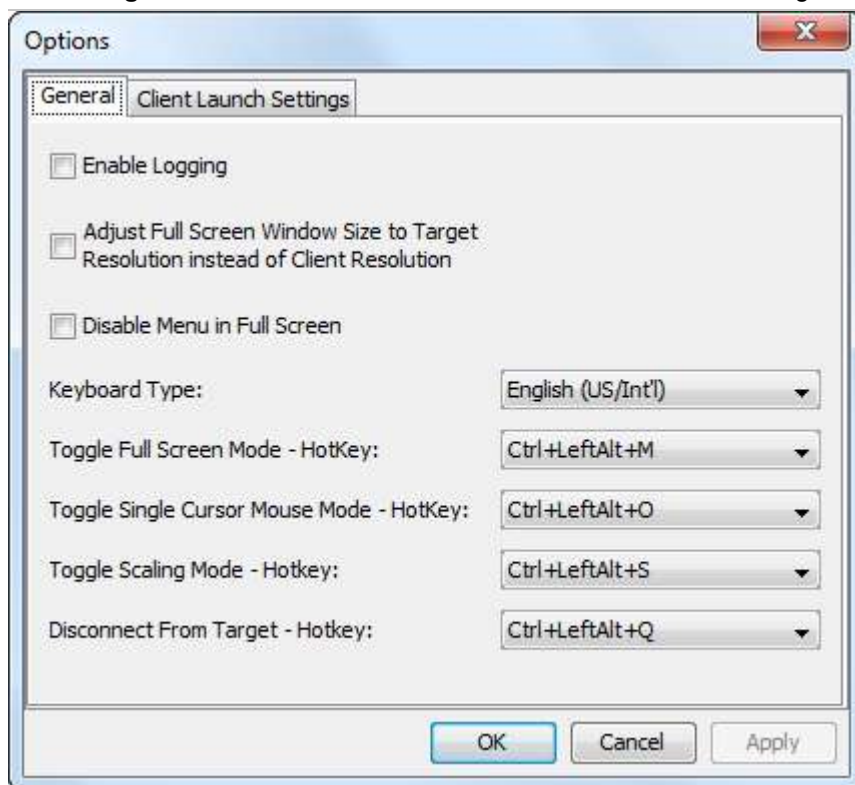 Options
General
Client Launch Settings
Enable Logging
Adjust Full Screen Window Size to Target
Resolution instead of Client Resolution
Disable Menu in Full Screen
Keyboard Type: English (US/Int'l)
Toggle Full Screen Mode - HotKey: Ctrl+LeftAlt+M
Toggle Single Cursor Mouse Mode - HotKey: Ctrl+LeftAlt+O
Toggle Scaling Mode - Hotkey: Ctrl+LeftAlt+S
Disconnect From Target - Hotkey: Ctrl+LeftAlt+Q
OK Cancel Apply